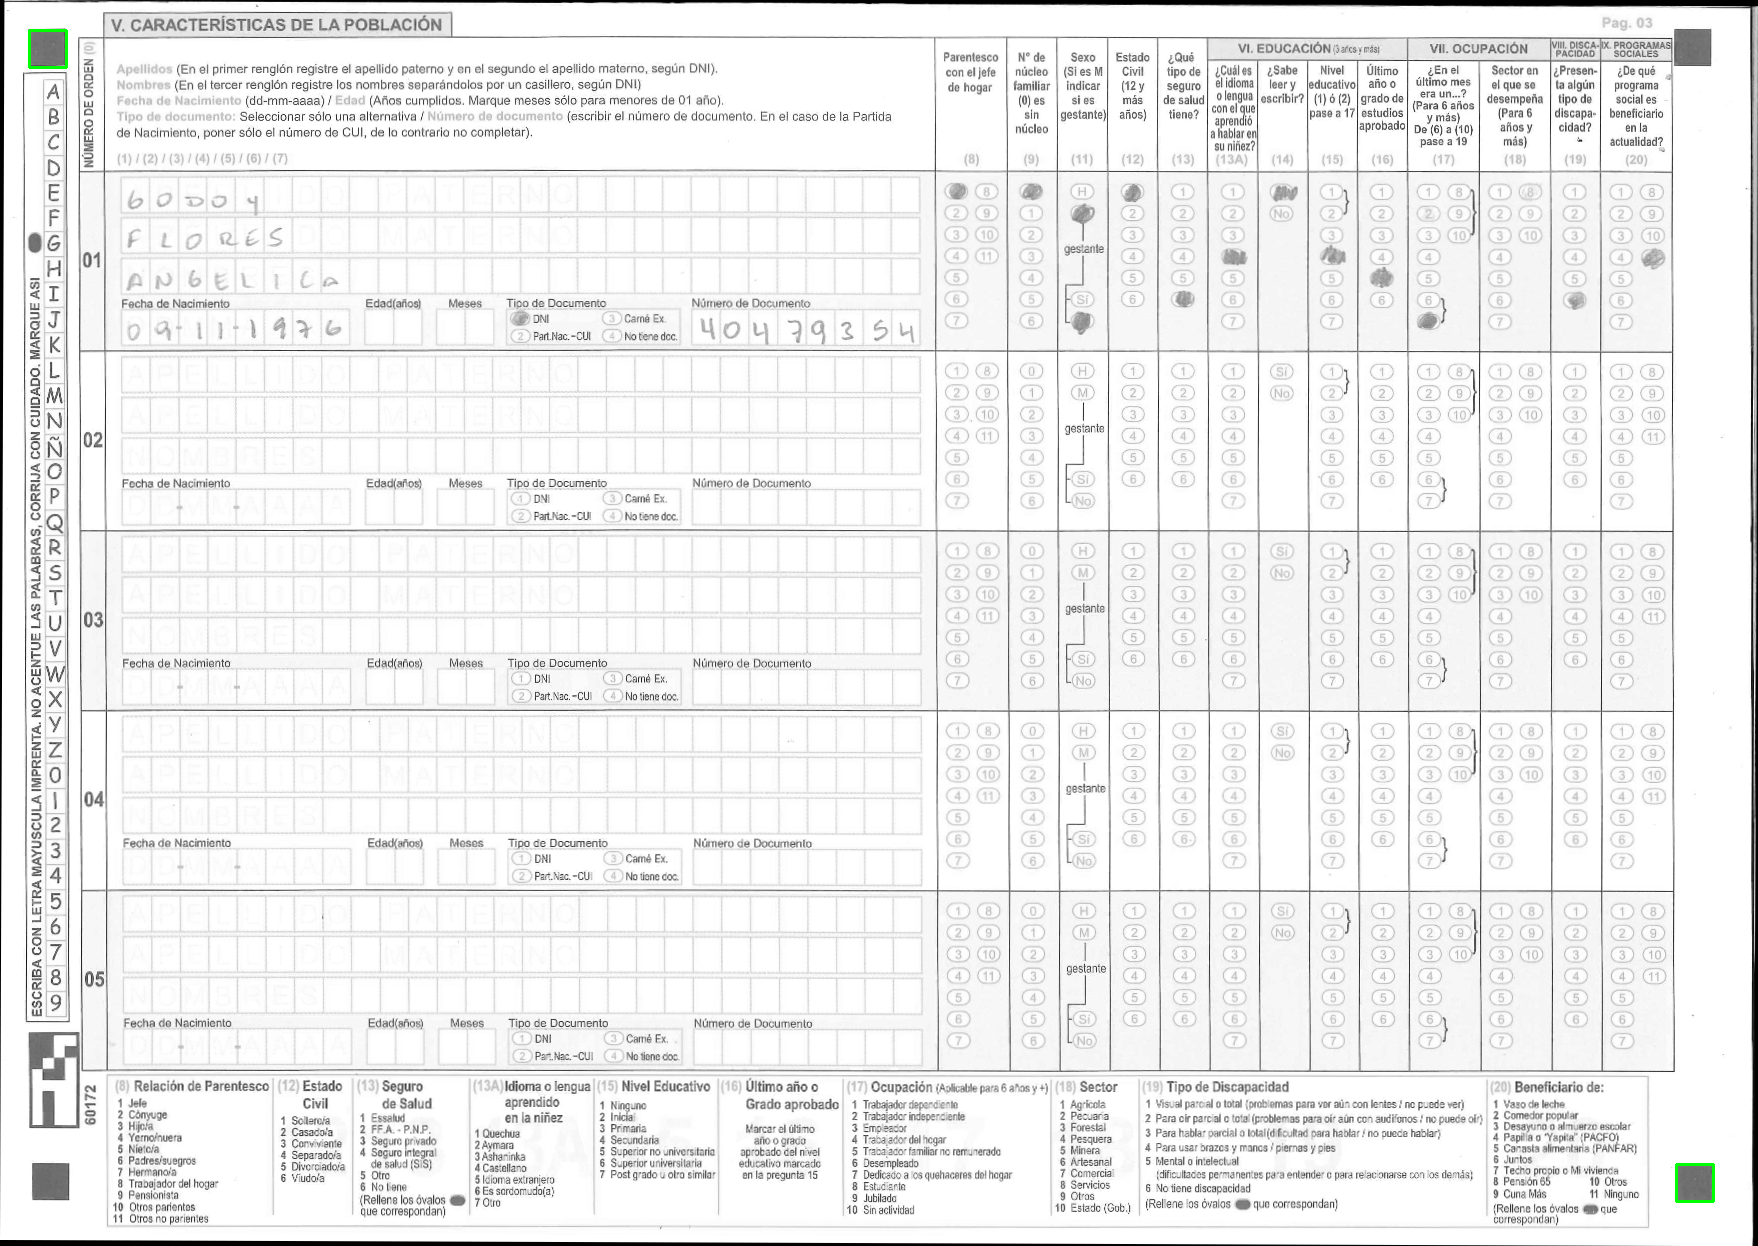 V. CARACTERÍSTICAS DE LA POBLACIÓN
Pag. 03
NÚMERO DE ORDEN (0)
Apellidos (En el primer renglón registre el apellido paterno y en el segundo el apellido materno, según DNI).
Nombres (En el tercer renglón registre los nombres separándolos por un casillero, según DNI)
Fecha de Nacimiento (dd-mm-aaaa) / Edad (Años cumplidos. Marque meses sólo para menores de 01 año).
Tipo de documento: Seleccionar sólo una alternativa / Número de documento (escribir el número de documento. En el caso de la Partida
de Nacimiento, poner sólo el número de CUI, de lo contrario no completar).
(1) / (2) / (3) / (4) / (5) / (6) / (7)
Parentesco con el jefe de hogar (8)
N° de núcleo familiar (0) es sin núcleo (9)
Sexo (Si es M indicar si es gestante) (11)
Estado Civil (12 y más años) (12)
¿Qué tipo de seguro de salud tiene? (13)
VI. EDUCACIÓN (3 años y más)
¿Cuál es el idioma o lengua con el que aprendió a hablar en su niñez? (13A)
¿Sabe leer y escribir? (14)
Nivel educativo (1) ó (2) pase a 17 (15)
Último año o grado de estudios aprobado (16)
VII. OCUPACIÓN
¿En el último mes era un...? (Para 6 años y más) De (6) a (10) pase a 19 (17)
Sector en el que se desempeña (Para 6 años y más) (18)
VIII. DISCAPACIDAD
¿Presenta algún tipo de discapacidad? (19)
IX. PROGRAMAS SOCIALES
¿De qué programa social es beneficiario en la actualidad? (20)
01
GODOY
FLORES
ANGELICA
Fecha de Nacimiento Edad(años) Meses Tipo de Documento Número de Documento
09-11-1976 DNI 3 Carné Ex. 40479354
2 Part.Nac.-CUI 4 No tiene doc.
gestante
Sí
02
APELLIDO PATERNO
APELLIDO MATERNO
NOMBRES
Fecha de Nacimiento Edad(años) Meses Tipo de Documento Número de Documento
1 DNI 3 Carné Ex.
2 Part.Nac.-CUI 4 No tiene doc.
H
M
gestante
Sí
No
03
APELLIDO PATERNO
APELLIDO MATERNO
NOMBRES
Fecha de Nacimiento Edad(años) Meses Tipo de Documento Número de Documento
1 DNI 3 Carné Ex.
2 Part.Nac.-CUI 4 No tiene doc.
H
M
gestante
Sí
No
04
APELLIDO PATERNO
APELLIDO MATERNO
NOMBRES
Fecha de Nacimiento Edad(años) Meses Tipo de Documento Número de Documento
1 DNI 3 Carné Ex.
2 Part.Nac.-CUI 4 No tiene doc.
H
M
gestante
Sí
No
05
APELLIDO PATERNO
APELLIDO MATERNO
NOMBRES
Fecha de Nacimiento Edad(años) Meses Tipo de Documento Número de Documento
1 DNI 3 Carné Ex.
2 Part.Nac.-CUI 4 No tiene doc.
H
M
gestante
Sí
No
ESCRIBA CON LETRA MAYUSCULA IMPRENTA. NO ACENTUE LAS PALABRAS, CORRIJA CON CUIDADO. MARQUE ASI
A B C D E F G H I J K L M N Ñ O P Q R S T U V W X Y Z 0 1 2 3 4 5 6 7 8 9
60172
(8) Relación de Parentesco
1 Jefe
2 Cónyuge
3 Hijo/a
4 Yerno/nuera
5 Nieto/a
6 Padres/suegros
7 Hermano/a
8 Trabajador del hogar
9 Pensionista
10 Otros parientes
11 Otros no parientes
(12) Estado Civil
1 Soltero/a
2 Casado/a
3 Conviviente
4 Separado/a
5 Divorciado/a
6 Viudo/a
(13) Seguro de Salud
1 Essalud
2 FF.A. - P.N.P.
3 Seguro privado
4 Seguro integral de salud (SIS)
5 Otro
6 No tiene
(Rellene los óvalos que correspondan)
(13A) Idioma o lengua aprendido en la niñez
1 Quechua
2 Aymara
3 Ashaninka
4 Castellano
5 Idioma extranjero
6 Es sordomudo(a)
7 Otro
(15) Nivel Educativo
1 Ninguno
2 Inicial
3 Primaria
4 Secundaria
5 Superior no universitaria
6 Superior universitaria
7 Post grado u otro similar
(16) Último año o Grado aprobado
Marcar el último año o grado aprobado del nivel educativo marcado en la pregunta 15
(17) Ocupación (Aplicable para 6 años y +)
1 Trabajador dependiente
2 Trabajador independiente
3 Empleador
4 Trabajador del hogar
5 Trabajador familiar no remunerado
6 Desempleado
7 Dedicado a los quehaceres del hogar
8 Estudiante
9 Jubilado
10 Sin actividad
(18) Sector
1 Agrícola
2 Pecuaria
3 Forestal
4 Pesquera
5 Minera
6 Artesanal
7 Comercial
8 Servicios
9 Otros
10 Estado (Gob.)
(19) Tipo de Discapacidad
1 Visual parcial o total (problemas para ver aún con lentes / no puede ver)
2 Para oir parcial o total (problemas para oir aún con audífonos / no puede oir)
3 Para hablar parcial o total(dificultad para hablar / no puede hablar)
4 Para usar brazos y manos / piernas y pies
5 Mental o intelectual
(dificultades permanentes para entender o para relacionarse con los demás)
6 No tiene discapacidad
(Rellene los óvalos que correspondan)
(20) Beneficiario de:
1 Vaso de leche
2 Comedor popular
3 Desayuno o almuerzo escolar
4 Papilla o "Yapita" (PACFO)
5 Canasta alimentaria (PANFAR)
6 Juntos
7 Techo propio o Mi vivienda
8 Pensión 65 10 Otros
9 Cuna Más 11 Ninguno
(Rellene los óvalos que correspondan)